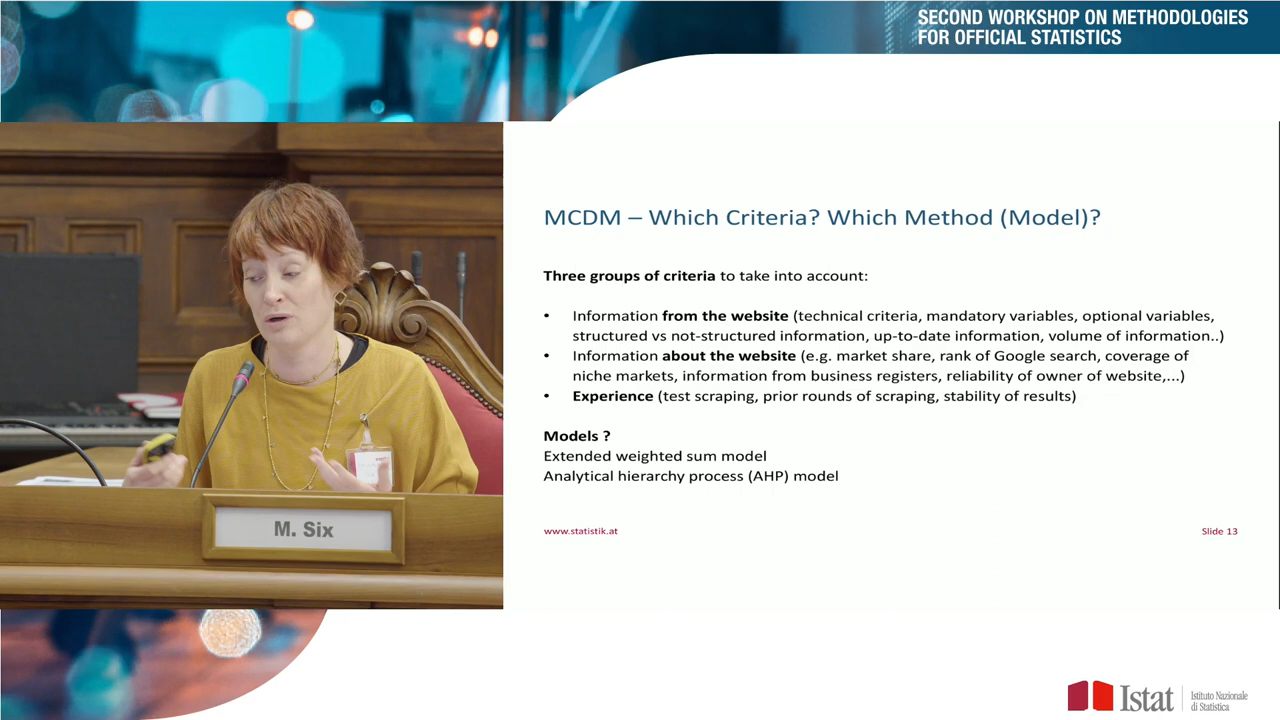 SECOND WORKSHOP ON METHODOLOGIES
FOR OFFICIAL STATISTICS
MCDM – Which Criteria? Which Method (Model)?
Three groups of criteria to take into account:
• Information from the website (technical criteria, mandatory variables, optional variables,
structured vs not-structured information, up-to-date information, volume of information..)
• Information about the website (e.g. market share, rank of Google search, coverage of
niche markets, information from business registers, reliability of owner of website,...)
• Experience (test scraping, prior rounds of scraping, stability of results)
Models ?
Extended weighted sum model
Analytical hierarchy process (AHP) model
www.statistik.at
Slide 13
M. Six
Istat
Istituto Nazionale
di Statistica